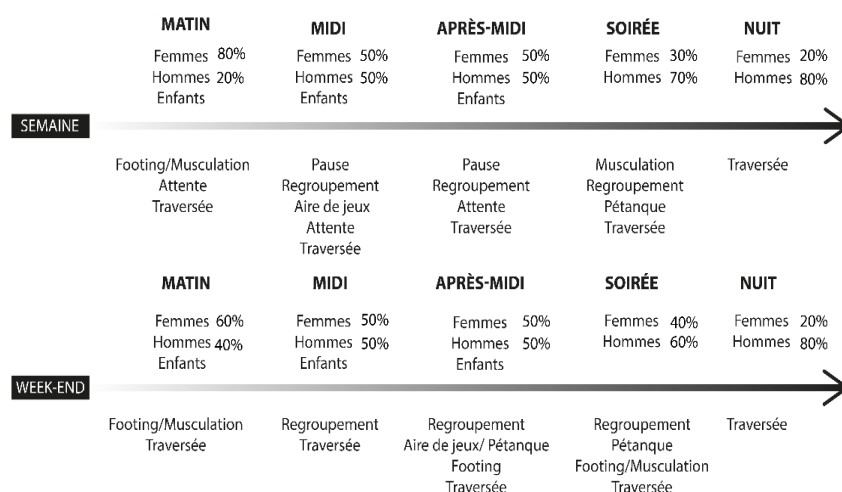 MATIN MIDI APRÈS-MIDI SOIRÉE NUIT
Femmes 80% Femmes 50% Femmes 50% Femmes 30% Femmes 20%
Hommes 20% Hommes 50% Hommes 50% Hommes 70% Hommes 80%
Enfants Enfants Enfants
SEMAINE
Footing/Musculation Pause Pause Musculation Traversée
Attente Regroupement Regroupement Regroupement
Traversée Aire de jeux Attente Pétanque
Attente Traversée Traversée
Traversée
MATIN MIDI APRÈS-MIDI SOIRÉE NUIT
Femmes 60% Femmes 50% Femmes 50% Femmes 40% Femmes 20%
Hommes 40% Hommes 50% Hommes 50% Hommes 60% Hommes 80%
Enfants Enfants Enfants
WEEK-END
Footing/Musculation Regroupement Regroupement Regroupement Traversée
Traversée Traversée Aire de jeux/ Pétanque Pétanque
Footing Footing/Musculation
Traversée Traversée